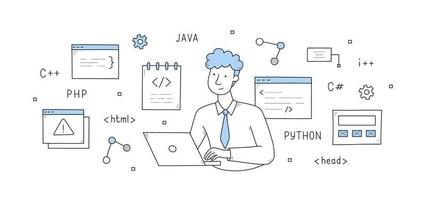 JAVA
}
i++
C++
</>
C#
<
PHP
/>
<html>
!
PYTHON
<head>